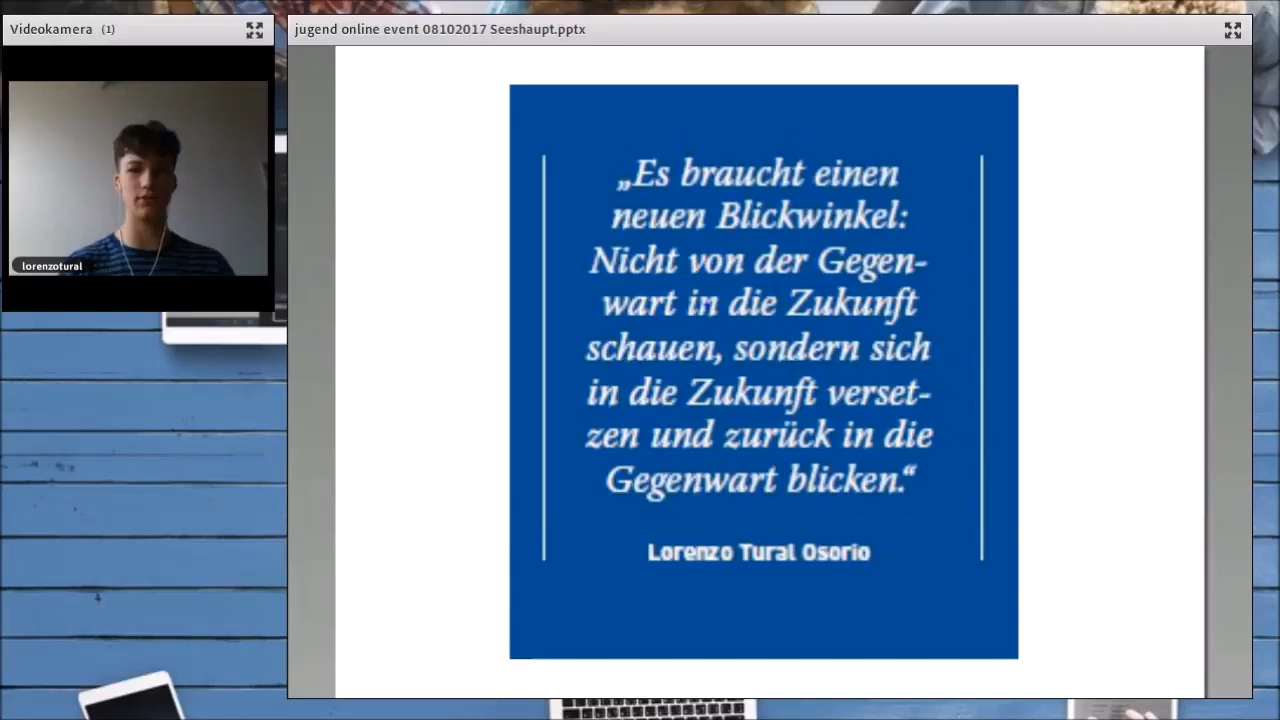 Videokamera (1)
jugend online event 08102017 Seeshaupt.pptx
lorenzotural
„Es braucht einen
neuen Blickwinkel:
Nicht von der Gegen-
wart in die Zukunft
schauen, sondern sich
in die Zukunft verset-
zen und zurück in die
Gegenwart blicken.“
Lorenzo Tural Osorio